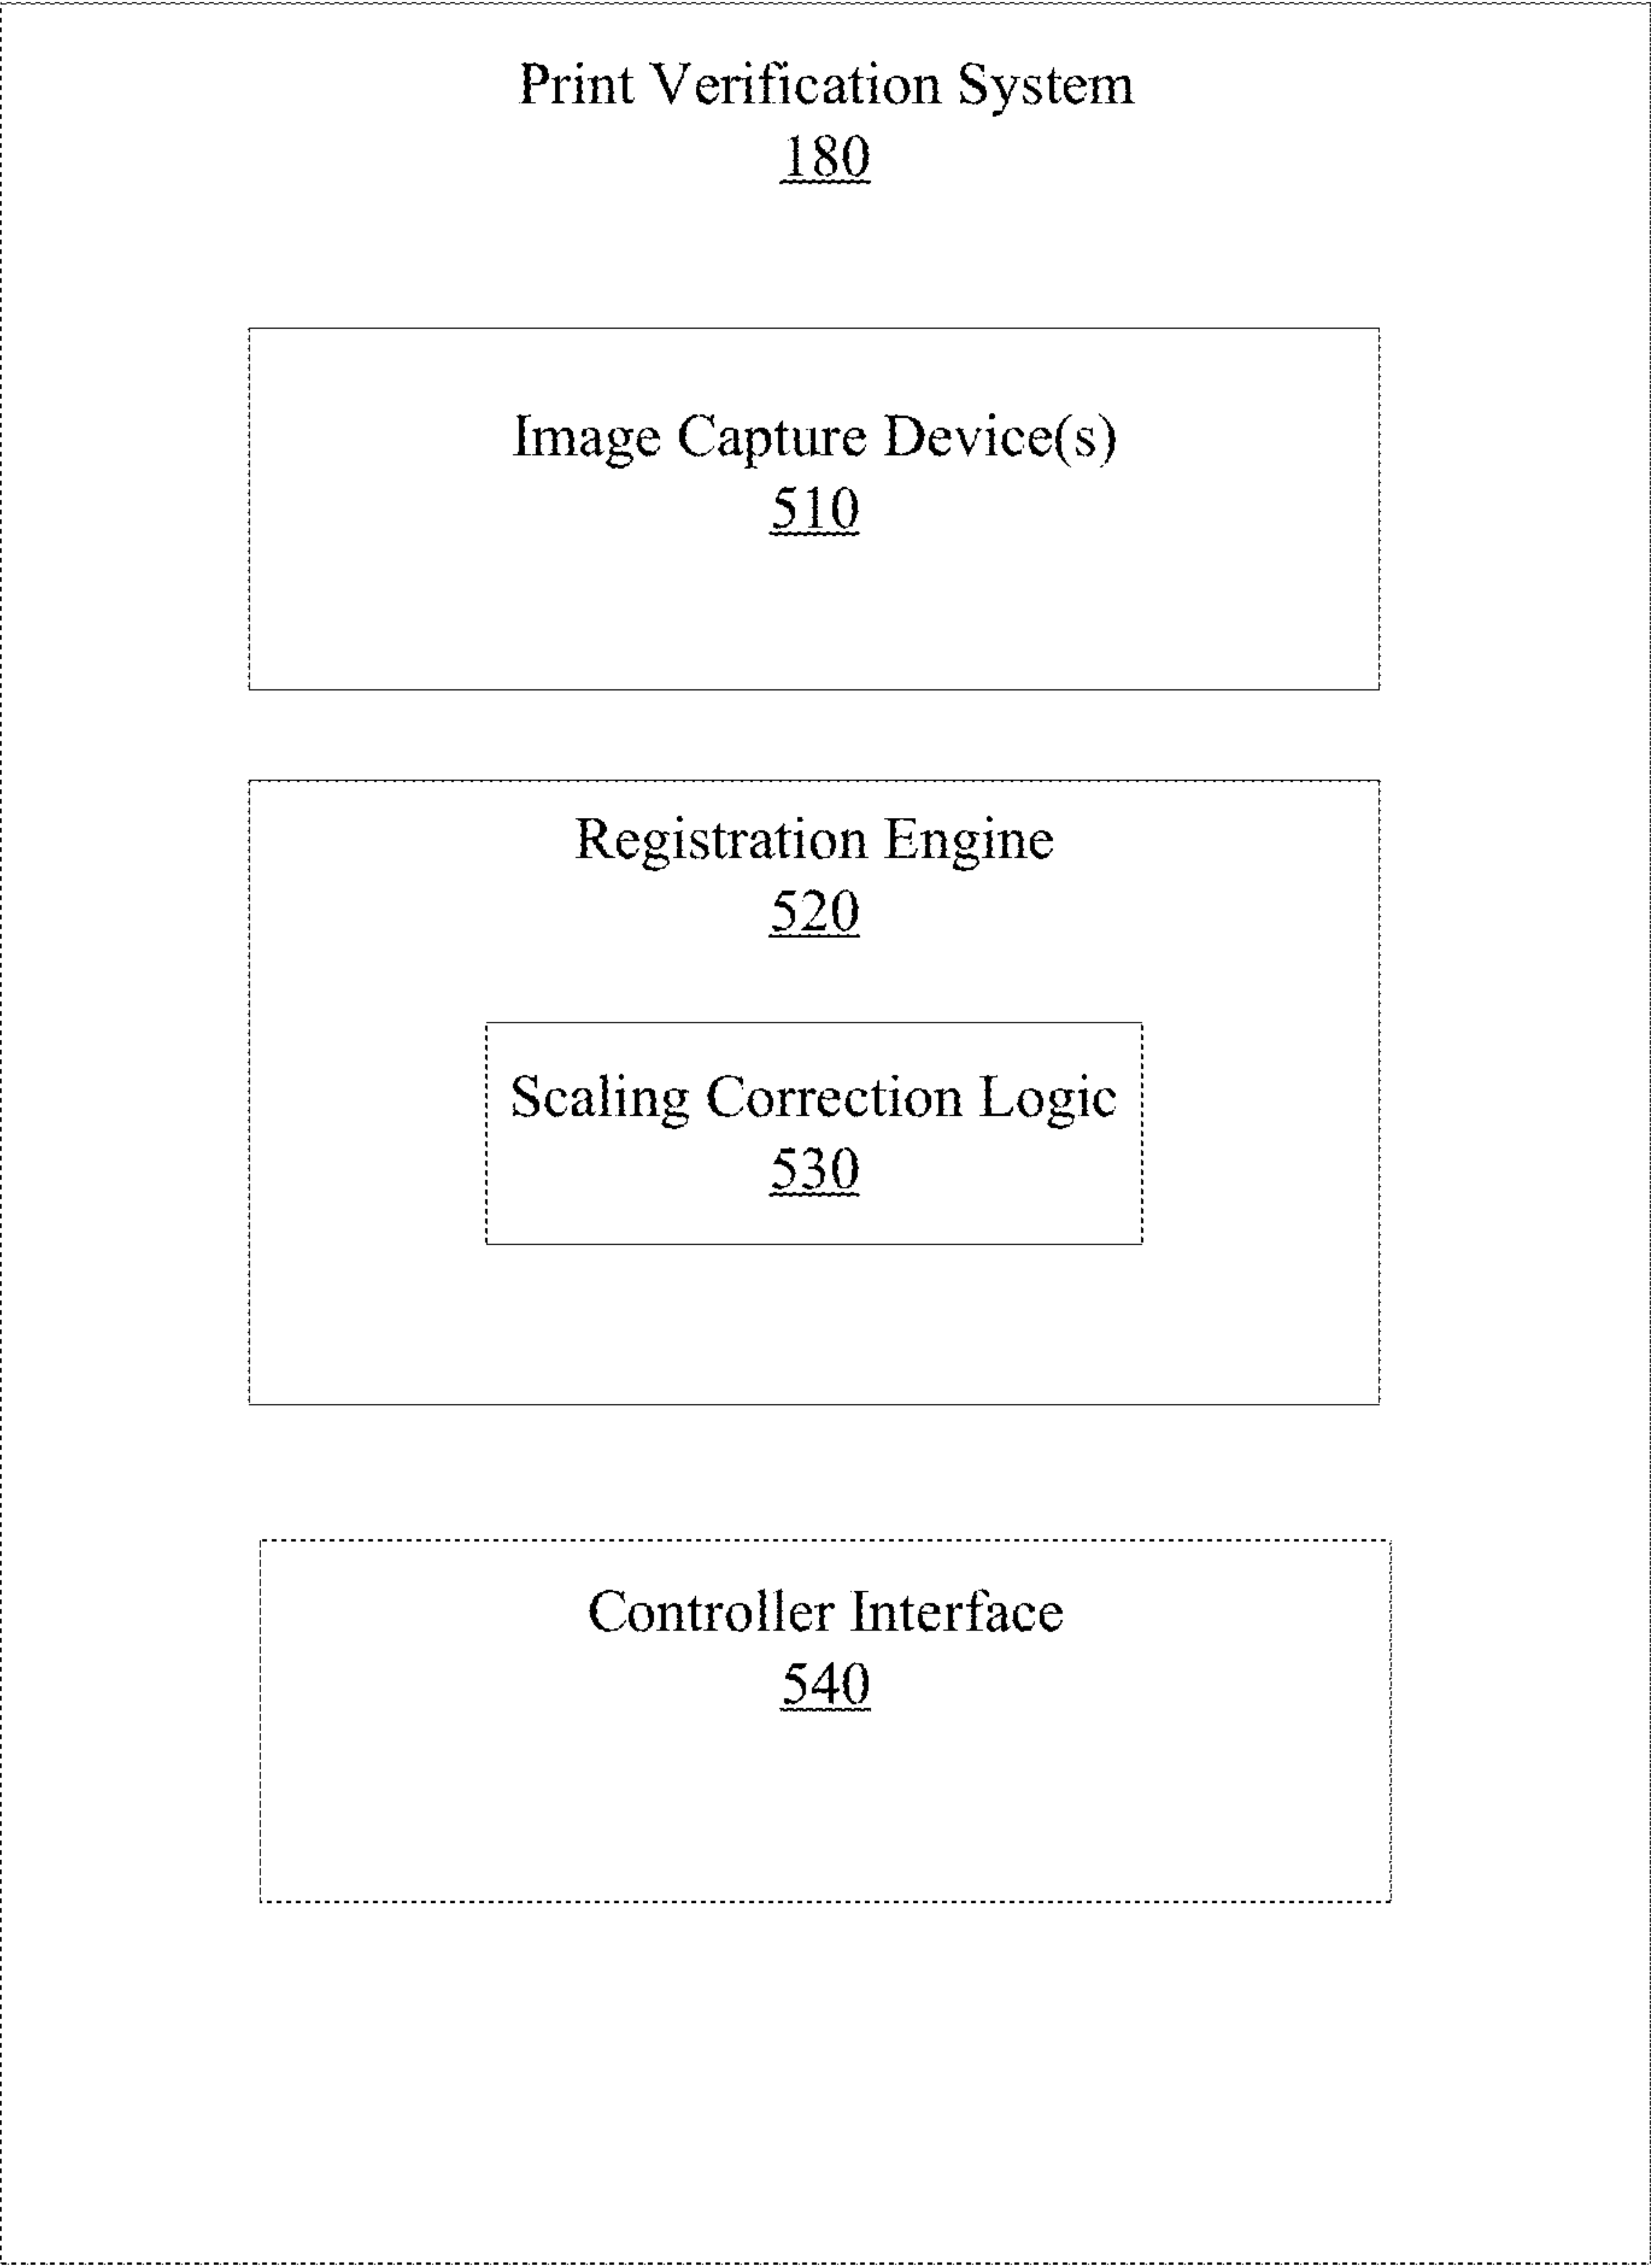 Print Verification System
180
Image Capture Device(s)
510
Registration Engine
520
Scaling Correction Logic
530
Controller Interface
540